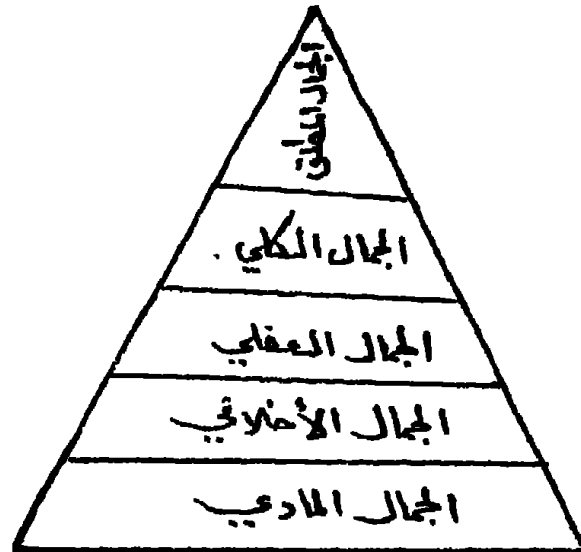 الجمال المطلق
الجمال الكلي .
الجمال العقلي
الجمال الأخلاقي
الجمال المادي